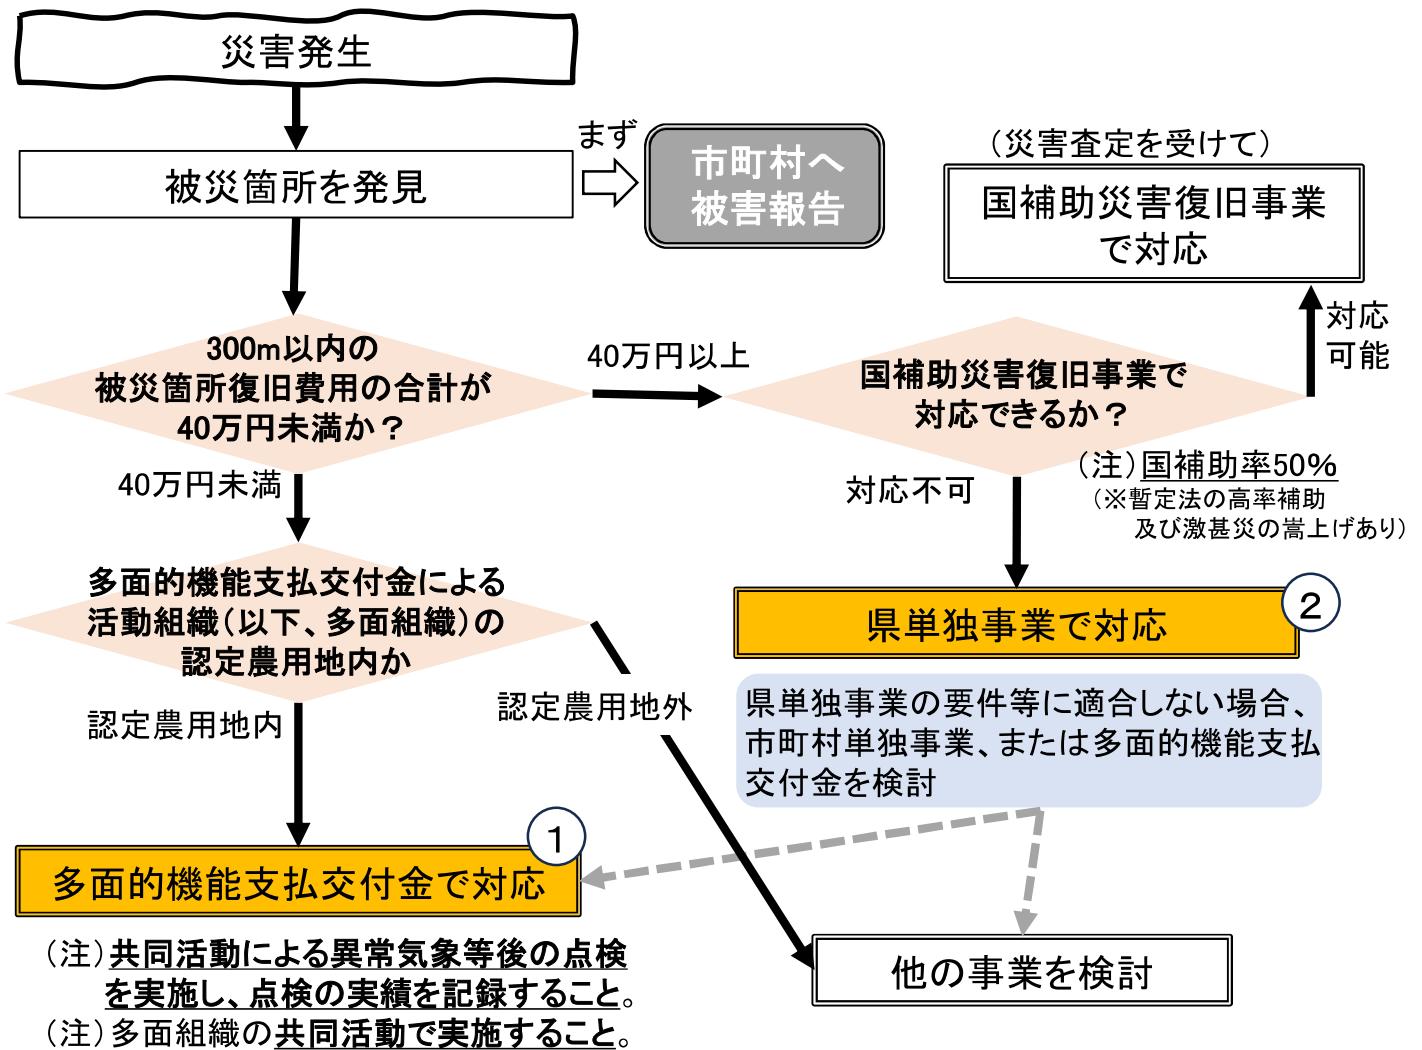 災害発生
被災箇所を発見
まず
市町村へ
被害報告
（災害査定を受けて）
国補助災害復旧事業
で対応
300m以内の
被災箇所復旧費用の合計が
40万円未満か？
40万円以上
国補助災害復旧事業で
対応できるか？
対応
可能
（注）国補助率50%
（※暫定法の高率補助
及び激甚災の嵩上げあり）
40万円未満
対応不可
多面的機能支払交付金による
活動組織（以下、多面組織）の
認定農用地内か
県単独事業で対応
2
認定農用地内
認定農用地外
県単独事業の要件等に適合しない場合、
市町村単独事業、または多面的機能支払
交付金を検討
1
多面的機能支払交付金で対応
（注）共同活動による異常気象等後の点検
を実施し、点検の実績を記録すること。
（注）多面組織の共同活動で実施すること。
他の事業を検討